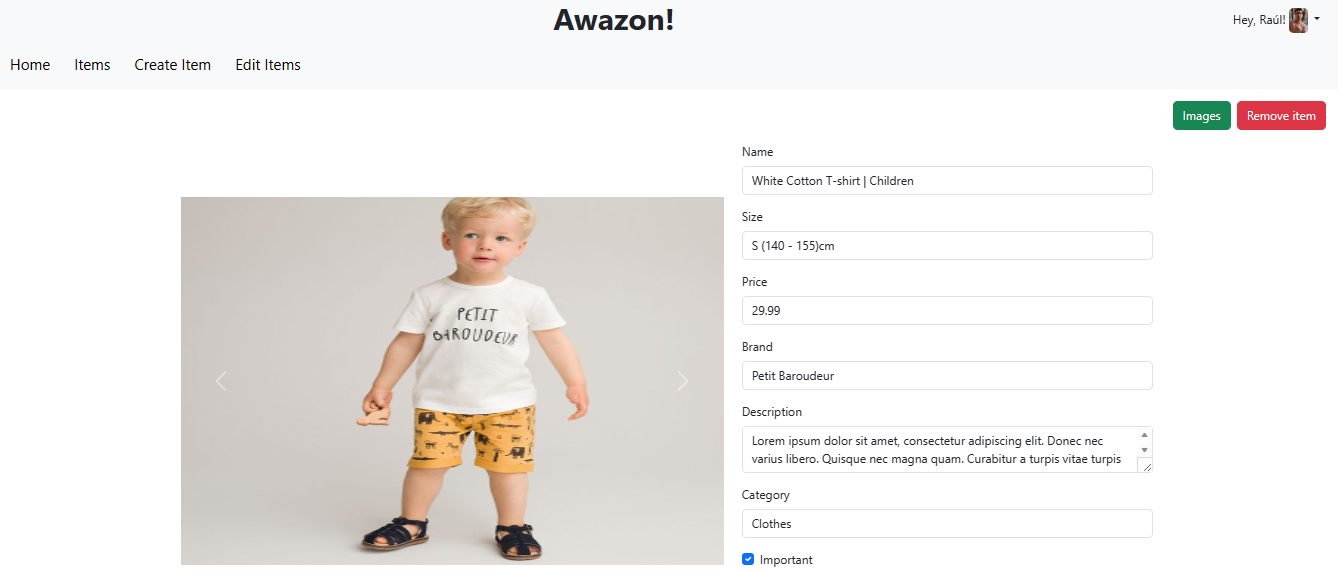 Awazon!
Hey, Raúl!
Home Items Create Item Edit Items
Images Remove item
Name
White Cotton T-shirt | Children
Size
S (140 - 155)cm
Price
29.99
Brand
Petit Baroudeur
Description
Lorem ipsum dolor sit amet, consectetur adipiscing elit. Donec nec
varius libero. Quisque nec magna quam. Curabitur a turpis vitae turpis
Category
Clothes
Important
PETIT
BAROUDEUR